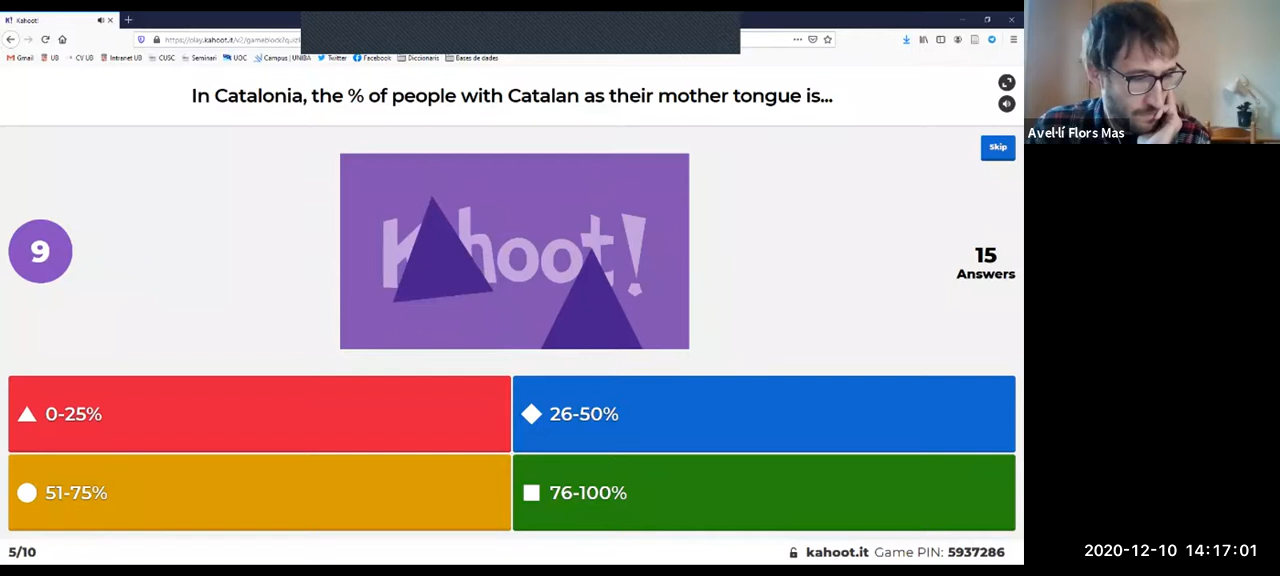 Kahoot!
https://play.kahoot.it/v2/gameblock?quizI
Gmail UB CV UB Intranet UB CUSC Seminari UOC Campus | UNIBA Twitter Facebook Diccionaris Bases de dades
In Catalonia, the % of people with Catalan as their mother tongue is...
Avel·lí Flors Mas
Skip
Kahoot!
9
15
Answers
0-25%
26-50%
51-75%
76-100%
5/10
kahoot.it Game PIN: 5937286
2020-12-10 14:17:01